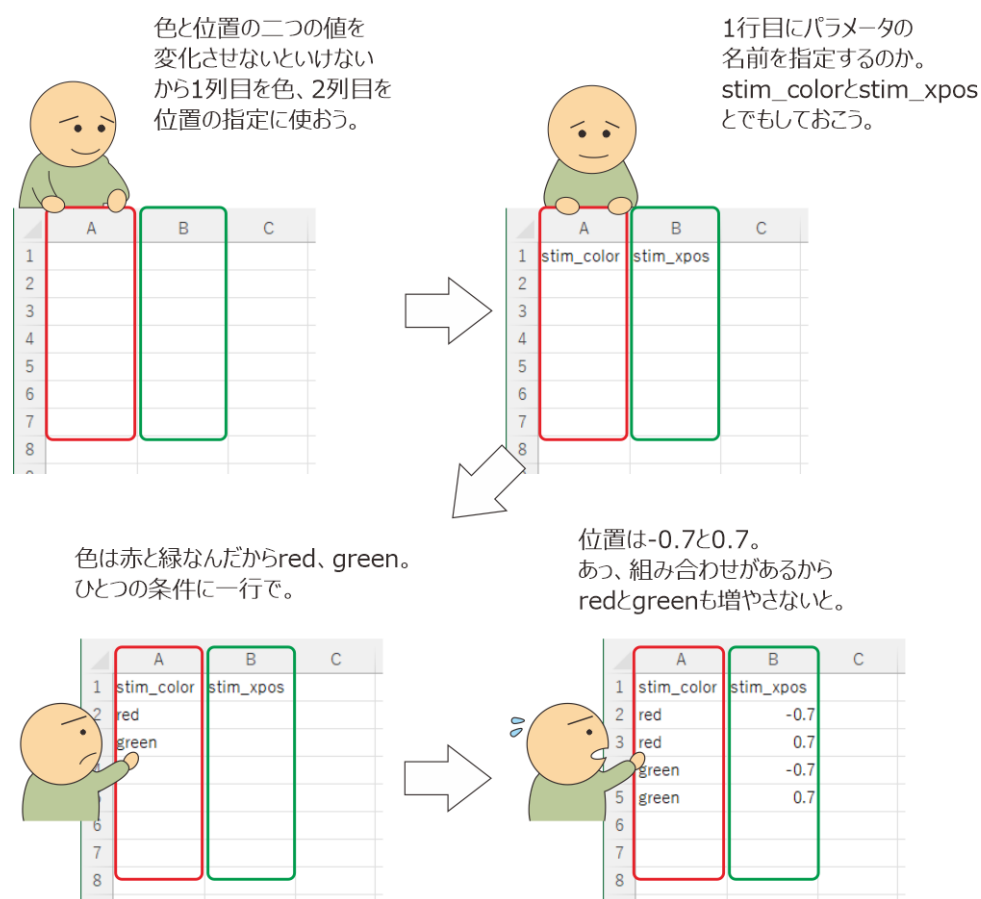 色と位置の二つの値を
変化させないといけない
から1列目を色、2列目を
位置の指定に使おう。
A B C
1
2
3
4
5
6
7
8
1行目にパラメータの
名前を指定するのか。
stim_colorとstim_xpos
とでもしておこう。
A B C
1 stim_color stim_xpos
2
3
4
5
6
7
8
色は赤と緑なんだからred、green。
ひとつの条件に一行で。
A B C
1 stim_color stim_xpos
2 red
green
6
7
8
位置は-0.7と0.7。
あっ、組み合わせがあるから
redとgreenも増やさないと。
A B C
1 stim_color stim_xpos
2 red -0.7
3 red 0.7
green -0.7
5 green 0.7
6
7
8